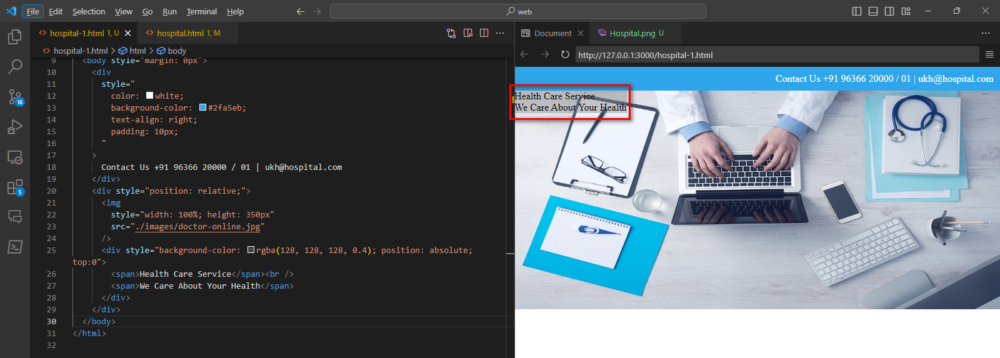 File Edit Selection View Go Run Terminal Help
web
hospital-1.html 1, U
hospital.html 1, M
Document
Hospital.png U
hospital-1.html > html > body
http://127.0.0.1:3000/hospital-1.html
9 <body style="margin: 0px">
10 <div
11 style="
12 color: white;
13 background-color: #2fa5eb;
14 text-align: right;
15 padding: 10px;
16 "
17 >
18 Contact Us +91 96366 20000 / 01 | ukh@hospital.com
19 </div>
20 <div style="position: relative;">
21 <img
22 style="width: 100%; height: 350px"
23 src="./images/doctor-online.jpg"
24 />
25 <div style="background-color: rgba(128, 128, 128, 0.4); position: absolute;
top:0">
26 <span>Health Care Service</span><br />
27 <span>We Care About Your Health</span>
28 </div>
29 </div>
30 </body>
31 </html>
32
16
5
Contact Us +91 96366 20000 / 01 | ukh@hospital.com
Health Care Service
We Care About Your Health